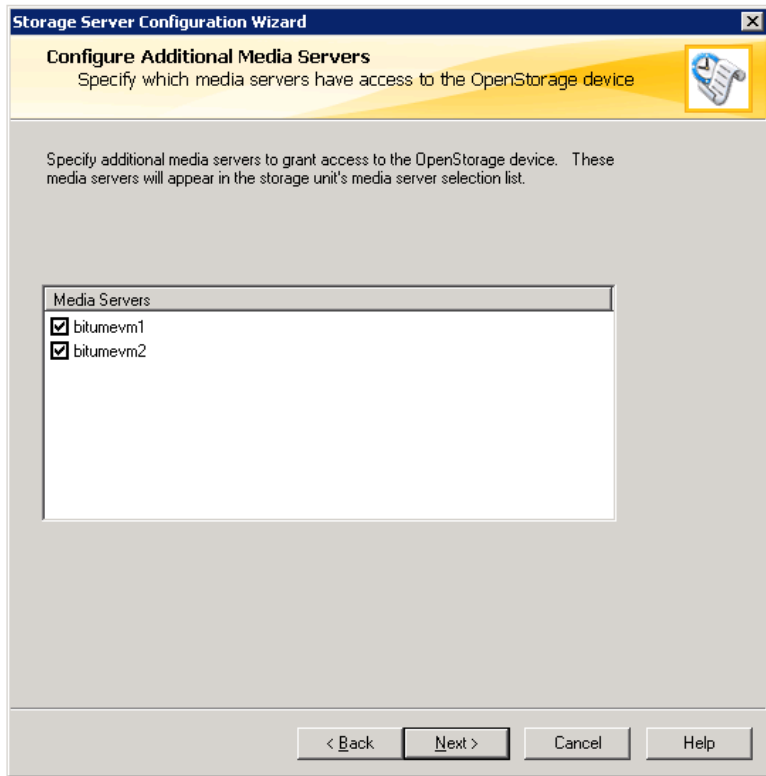 Storage Server Configuration Wizard
Configure Additional Media Servers
Specify which media servers have access to the OpenStorage device
Specify additional media servers to grant access to the OpenStorage device.   These
media servers will appear in the storage unit's media server selection list.
Media Servers
bitumevm1
bitumevm2
< Back
Next >
Cancel
Help